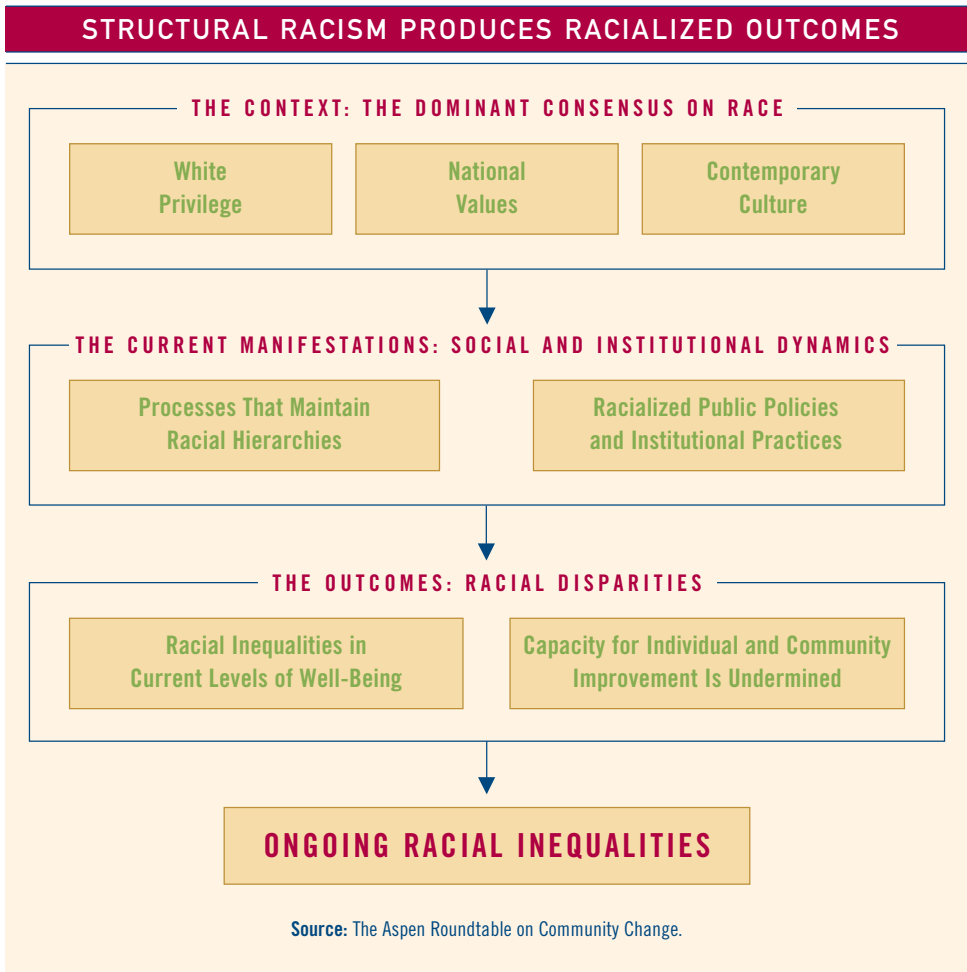 STRUCTURAL RACISM PRODUCES RACIALIZED OUTCOMES
THE CONTEXT: THE DOMINANT CONSENSUS ON RACE
White
Privilege
National
Values
Contemporary
Culture
THE CURRENT MANIFESTATIONS: SOCIAL AND INSTITUTIONAL DYNAMICS
Processes That Maintain
Racial Hierarchies
Racialized Public Policies
and Institutional Practices
THE OUTCOMES: RACIAL DISPARITIES
Racial Inequalities in
Current Levels of Well-Being
Capacity for Individual and Community
Improvement Is Undermined
ONGOING RACIAL INEQUALITIES
Source: The Aspen Roundtable on Community Change.